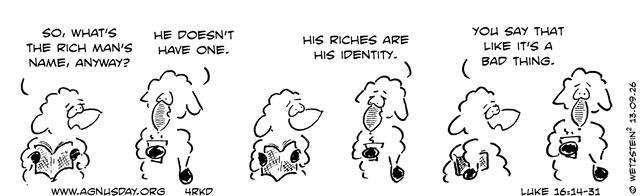 SO, WHAT'S
THE RICH MAN'S
NAME, ANYWAY?
HE DOESN'T
HAVE ONE.
HIS RICHES ARE
HIS IDENTITY.
YOU SAY THAT
LIKE IT'S A
BAD THING.
WWW.AGNUSDAY.ORG
4RKD
LUKE 16:14-31
© WETZSTEIN² 13.09.26